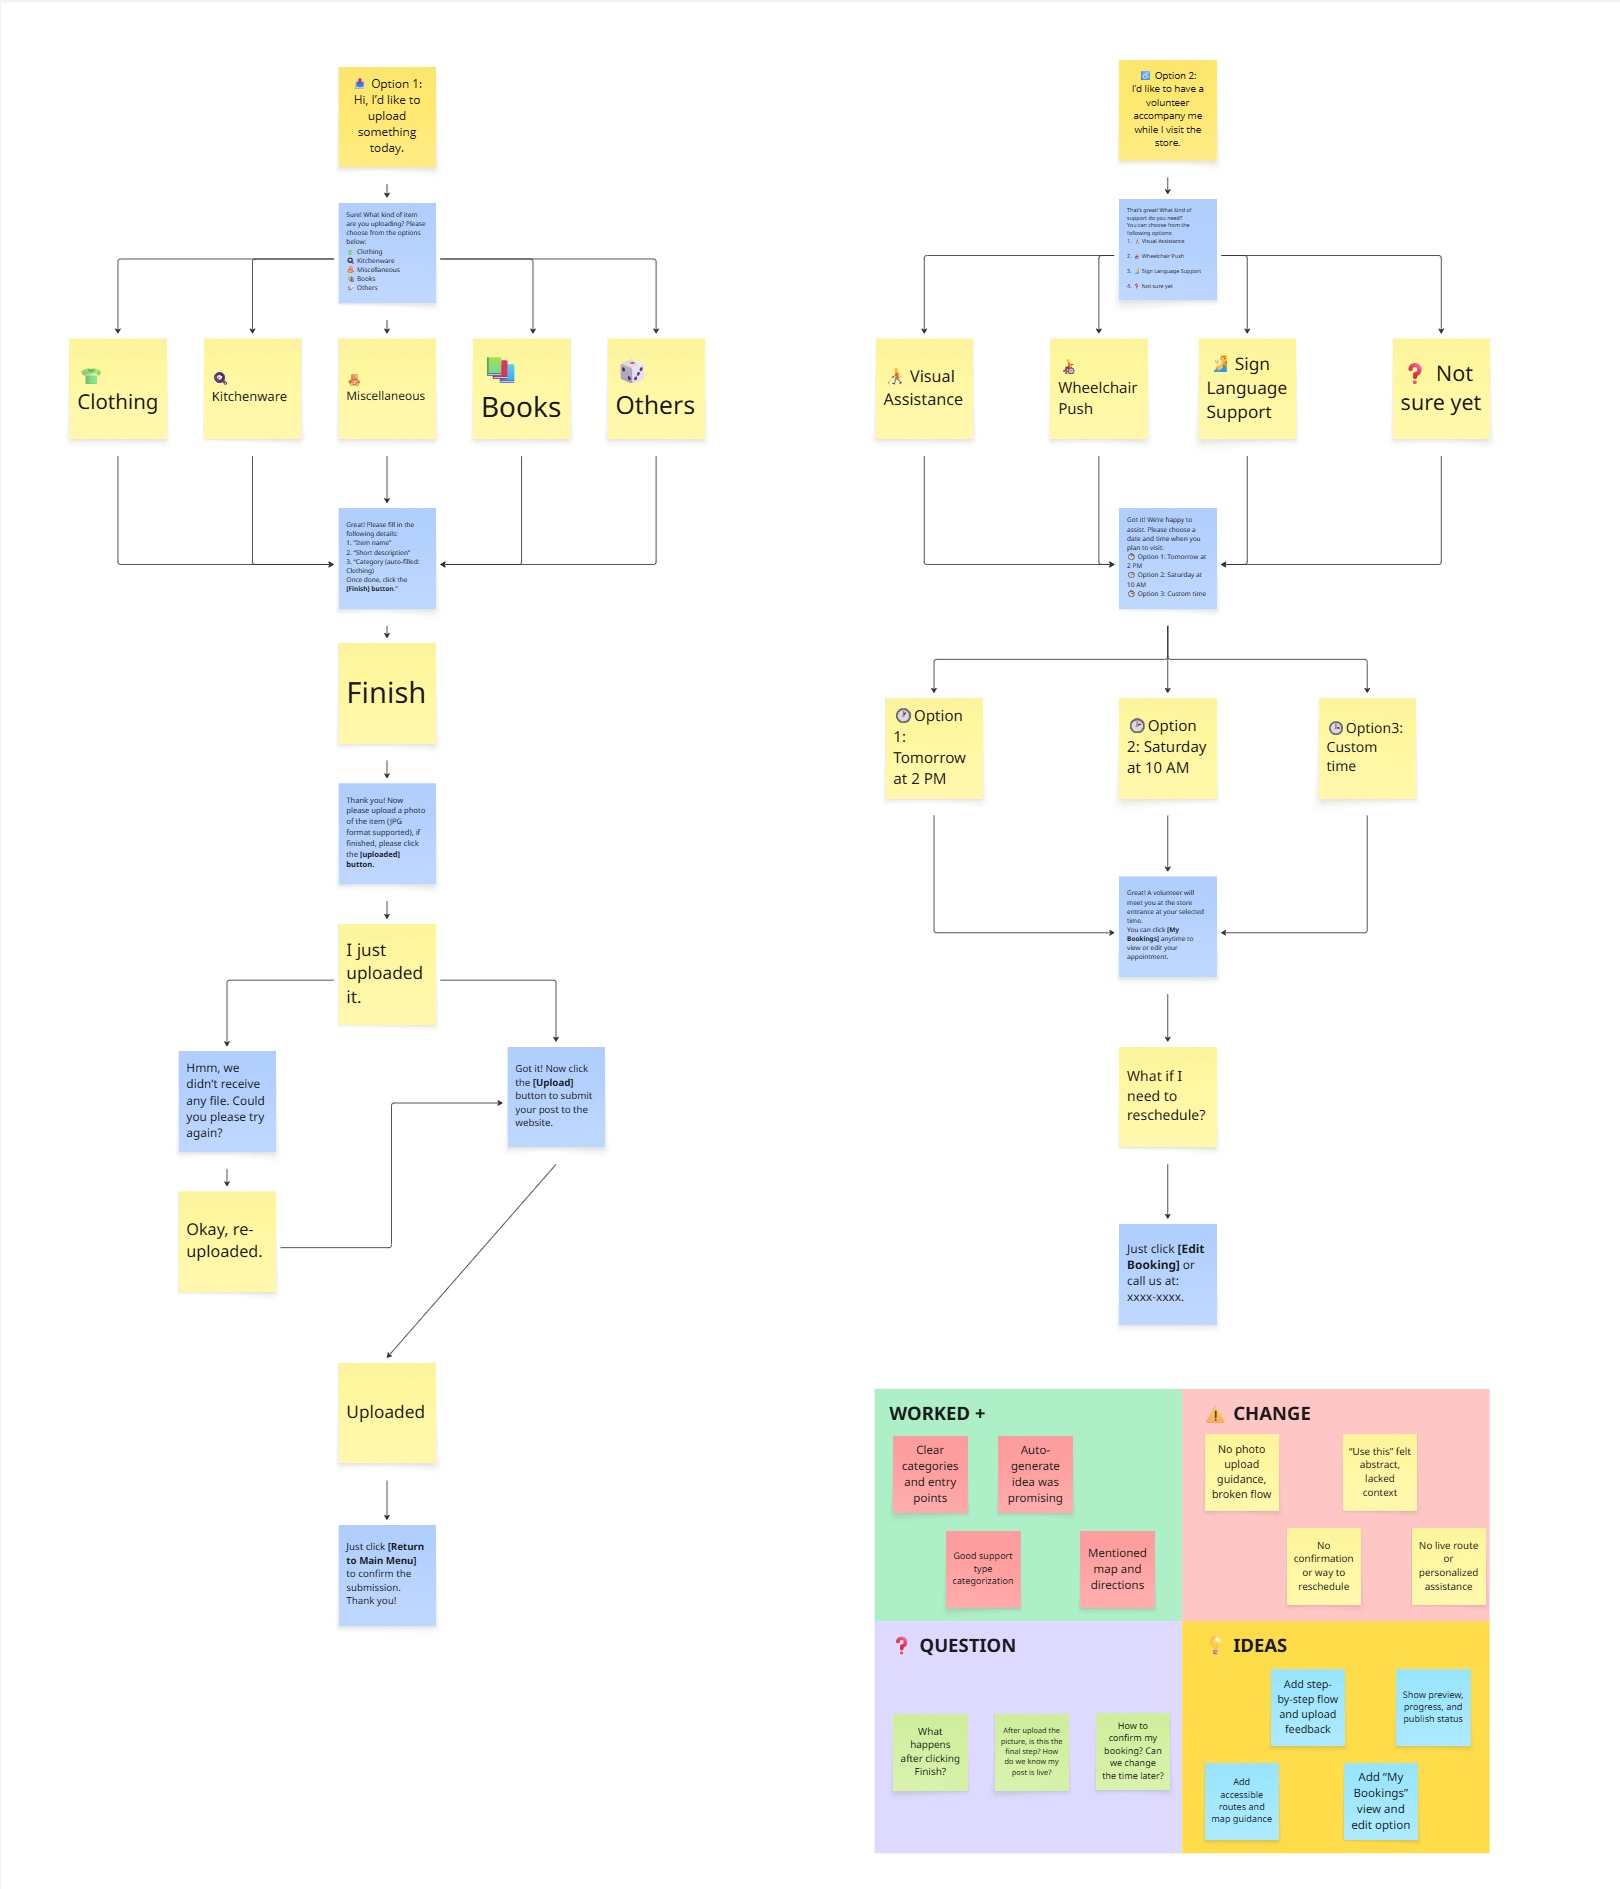 Option 1:
Hi, I'd like to
upload
something
today.
Sure! What kind of item
are you uploading? Please
choose from the options
below:
Clothing
Kitchenware
Miscellaneous
Books
Others
Clothing
Kitchenware
Miscellaneous
Books
Others
Great! Please fill in the
following details:
1. "Item name"
2. "Short description"
3. "Category (auto-filled:
Clothing)
Once done, click the
[Finish] button."
Finish
Thank you! Now
please upload a photo
of the item (JPG
format supported), if
finished, please click
the [uploaded]
button.
I just
uploaded
it.
Hmm, we
didn't receive
any file. Could
you please try
again?
Got it! Now click
the [Upload]
button to submit
your post to the
website.
Okay, re-
uploaded.
Uploaded
Just click [Return
to Main Menu]
to confirm the
submission.
Thank you!
Option 2:
I'd like to have a
volunteer
accompany me
while I visit the
store.
That's great! What kind of
support do you need?
You can choose from the
following options:
1. Visual Assistance
2. Wheelchair Push
3. Sign Language Support
4. Not sure yet
Visual
Assistance
Wheelchair
Push
Sign
Language
Support
Not
sure yet
Got it! We're happy to
assist. Please choose a
date and time when you
plan to visit:
Option 1: Tomorrow at
2 PM
Option 2: Saturday at
10 AM
Option 3: Custom time
Option
1:
Tomorrow
at 2 PM
Option
2: Saturday
at 10 AM
Option3:
Custom
time
Great! A volunteer will
meet you at the store
entrance at your selected
time.
You can click [My
Bookings] anytime to
view or edit your
appointment.
What if I
need to
reschedule?
Just click [Edit
Booking] or
call us at:
xxxx-xxxx.
WORKED +
Clear
categories
and entry
points
Auto-
generate
idea was
promising
Good support
type
categorization
Mentioned
map and
directions
CHANGE
No photo
upload
guidance,
broken flow
"Use this" felt
abstract,
lacked
context
No
confirmation
or way to
reschedule
No live route
or
personalized
assistance
QUESTION
What
happens
after clicking
Finish?
After upload the
picture, is this the
final step? How
do we know my
post is live?
How to
confirm my
booking? Can
we change
the time later?
IDEAS
Add step-
by-step flow
and upload
feedback
Show preview,
progress, and
publish status
Add
accessible
routes and
map guidance
Add "My
Bookings"
view and
edit option